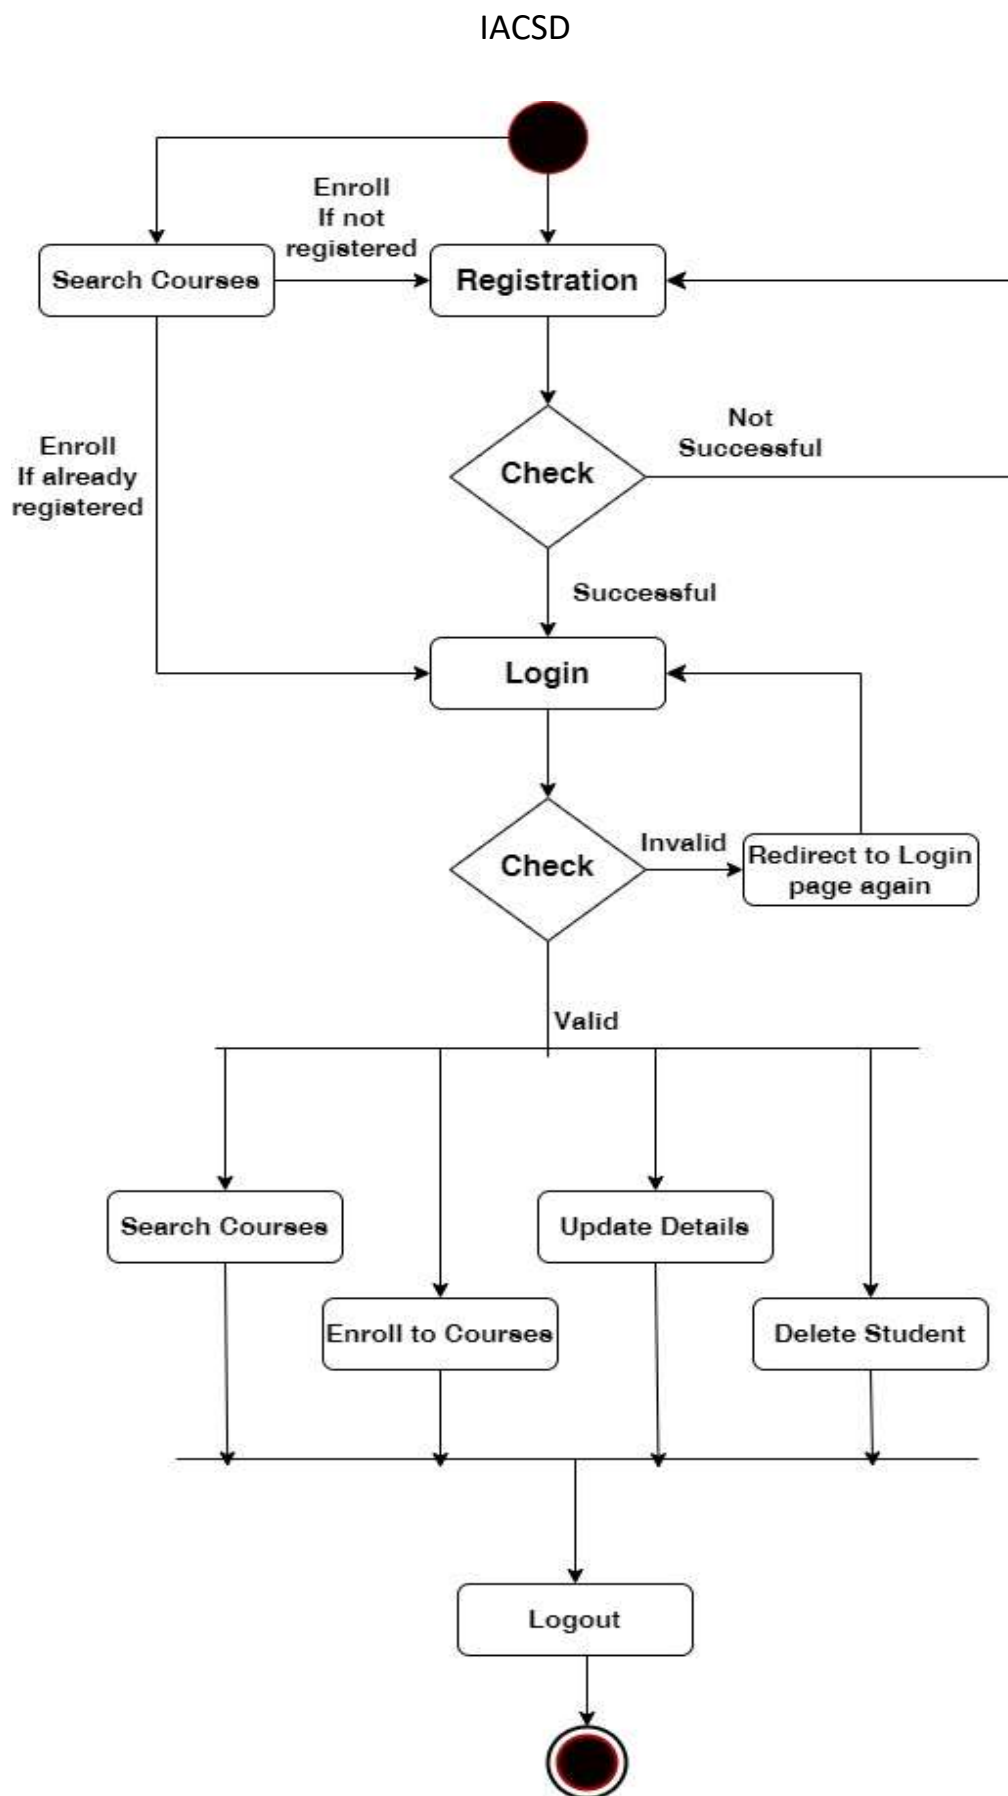 IACSD
Enroll
If not
registered
Search Courses
Registration
Enroll
If already
registered
Check
Not
Successful
Successful
Login
Check
Invalid
Redirect to Login
page again
Valid
Search Courses
Update Details
Enroll to Courses
Delete Student
Logout